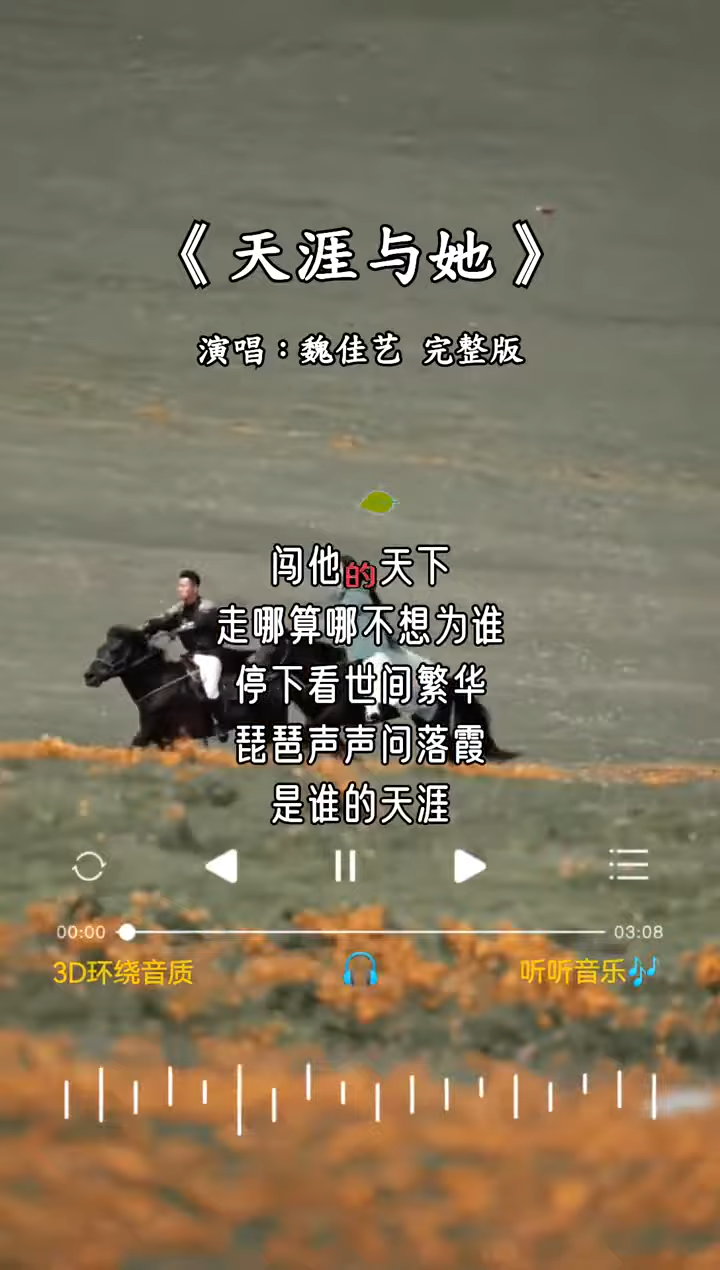 《天涯与她》
演唱：魏佳艺 完整版
闯他的天下
走哪算哪不想为谁
停下看世间繁华
琵琶声声问落霞
是谁的天涯
00:00 03:08
3D环绕音质 听听音乐